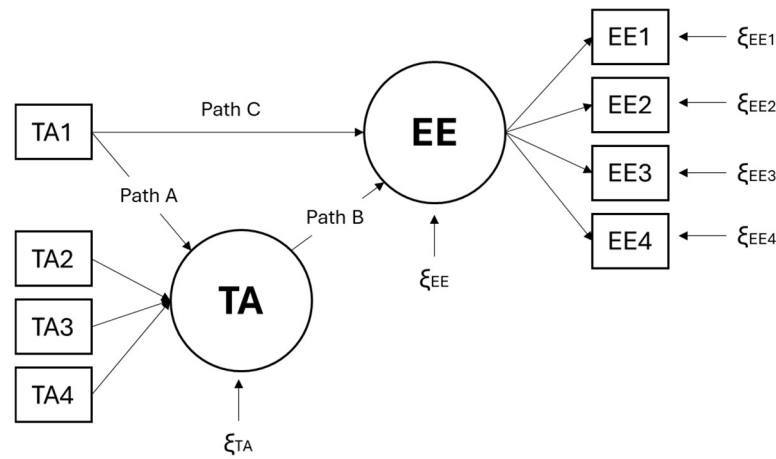 EE1
ξEE1
EE2
ξEE2
Path C
EE
TA1
EE3
ξEE3
Path A
Path B
EE4
ξEE4
TA2
ξEE
TA
TA3
TA4
ξTA